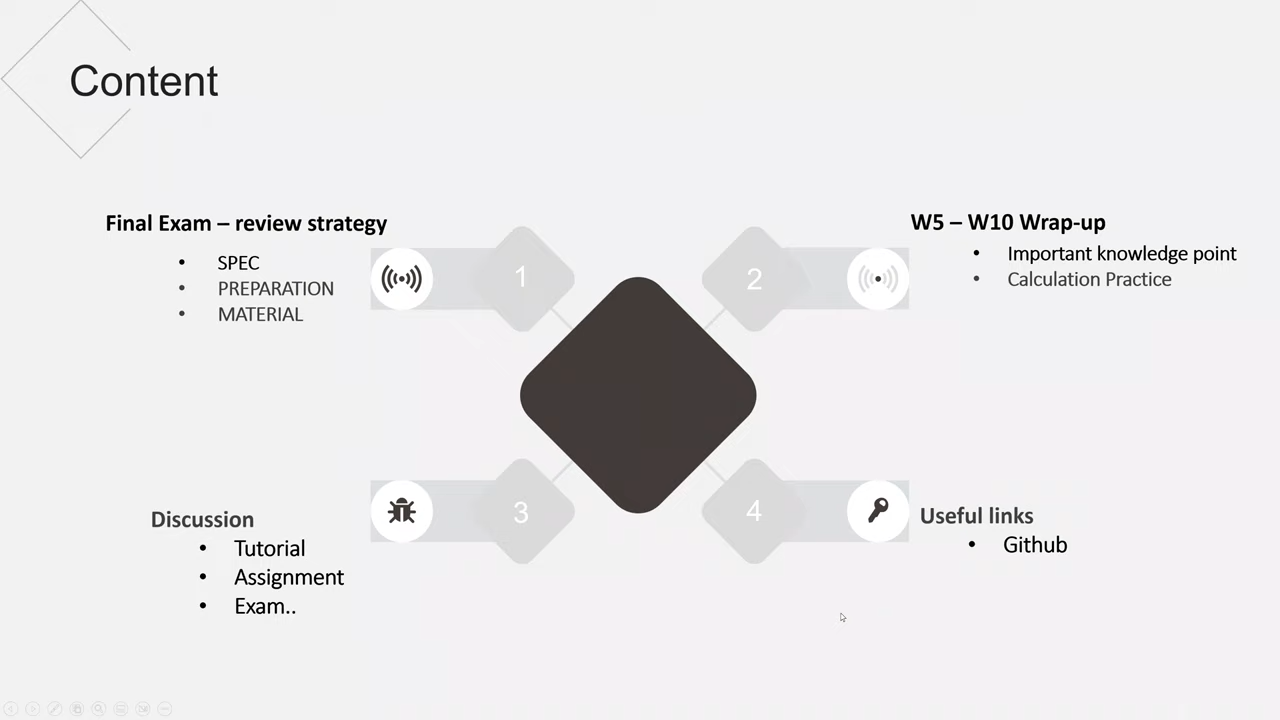 Content
Final Exam – review strategy
• SPEC
• PREPARATION
• MATERIAL
1
2
W5 – W10 Wrap-up
• Important knowledge point
• Calculation Practice
Discussion
• Tutorial
• Assignment
• Exam..
3
4
Useful links
• Github